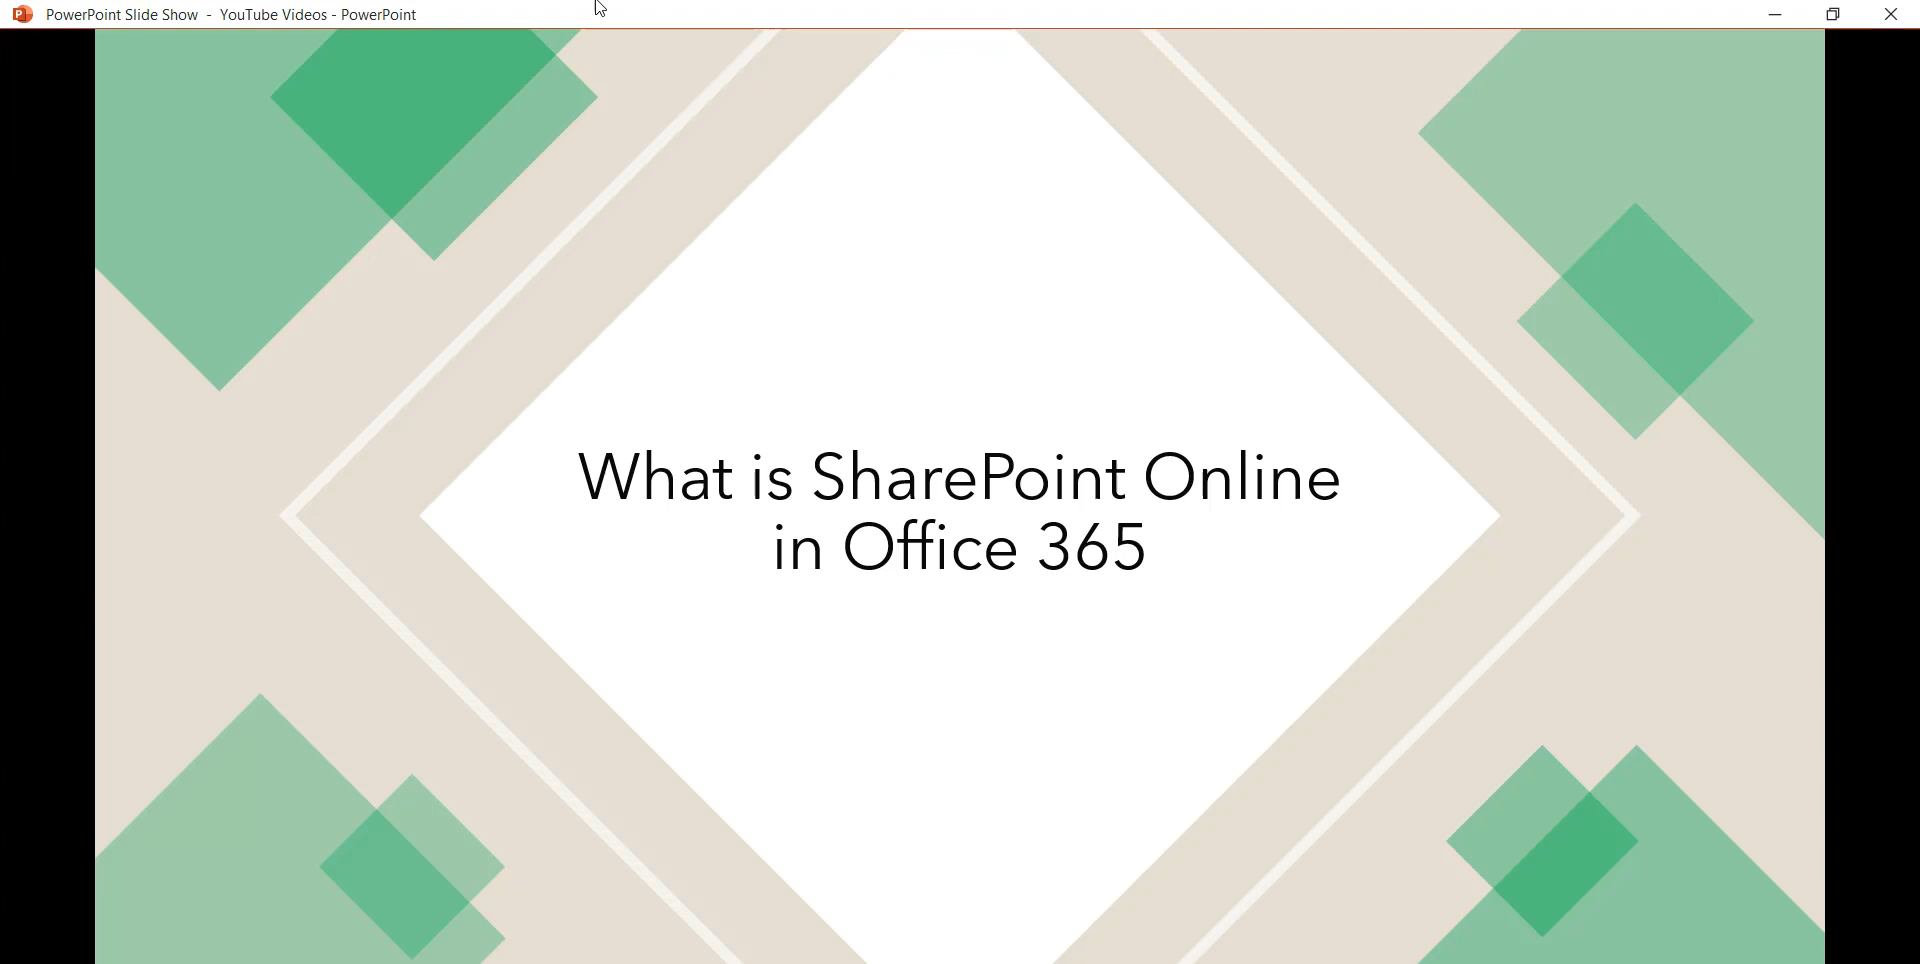 PowerPoint Slide Show - YouTube Videos - PowerPoint
What is SharePoint Online
in Office 365